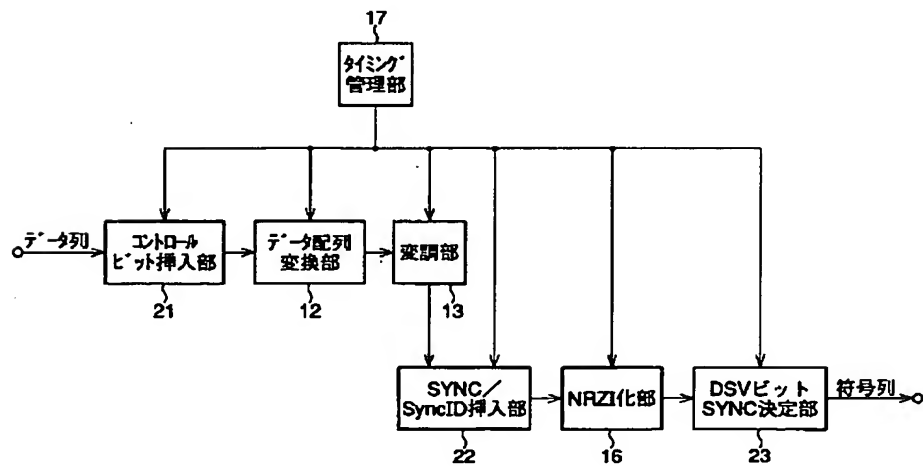 17
タイミング
管理部
データ列
コントロール
ビット挿入部
21
データ配列
変換部
12
変調部
13
SYNC／
SyncID挿入部
22
NRZI化部
16
DSVビット
SYNC決定部
23
符号列